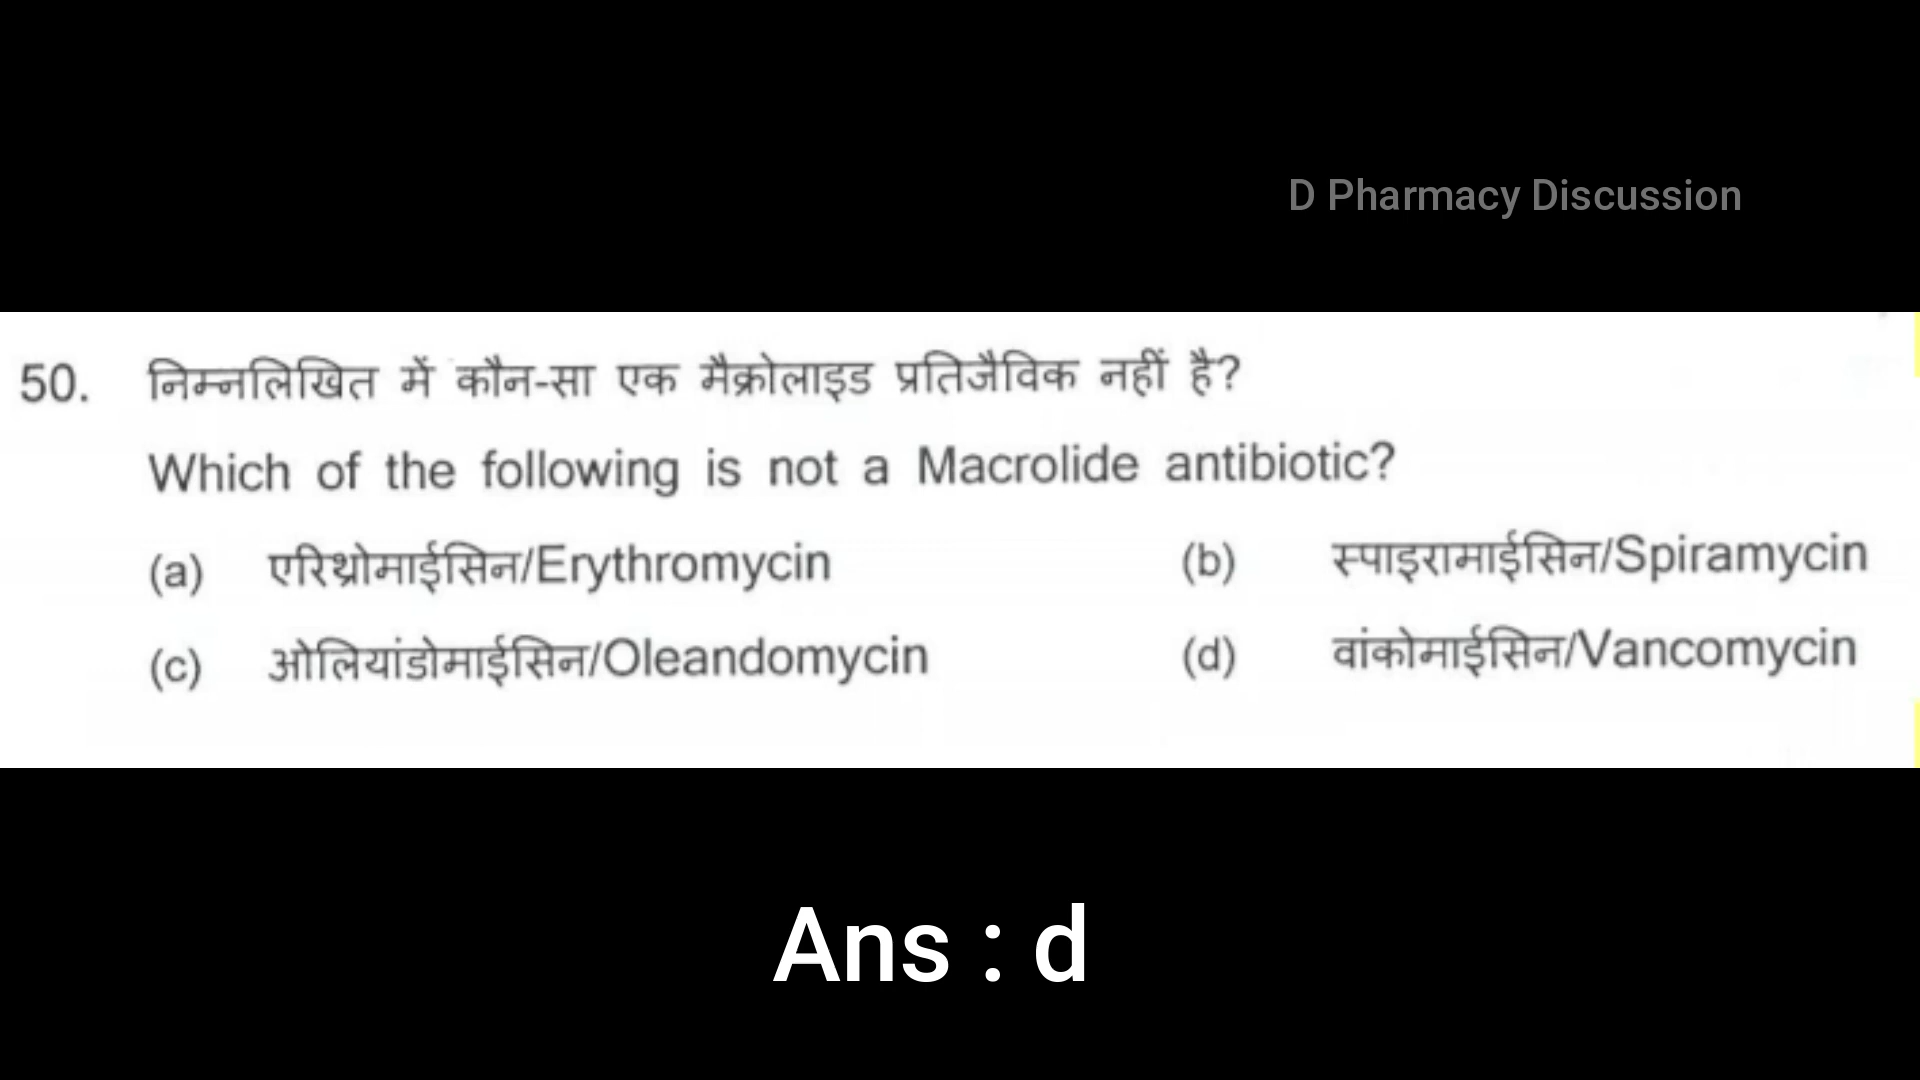 D Pharmacy Discussion
50. निम्नलिखित में कौन-सा एक मैक्रोलाइड प्रतिजैविक नहीं है?
Which of the following is not a Macrolide antibiotic?
(a) एरिथ्रोमाईसिन/Erythromycin (b) स्पाइरामाईसिन/Spiramycin
(c) ओलियांडोमाईसिन/Oleandomycin (d) वांकोमाईसिन/Vancomycin
Ans : d